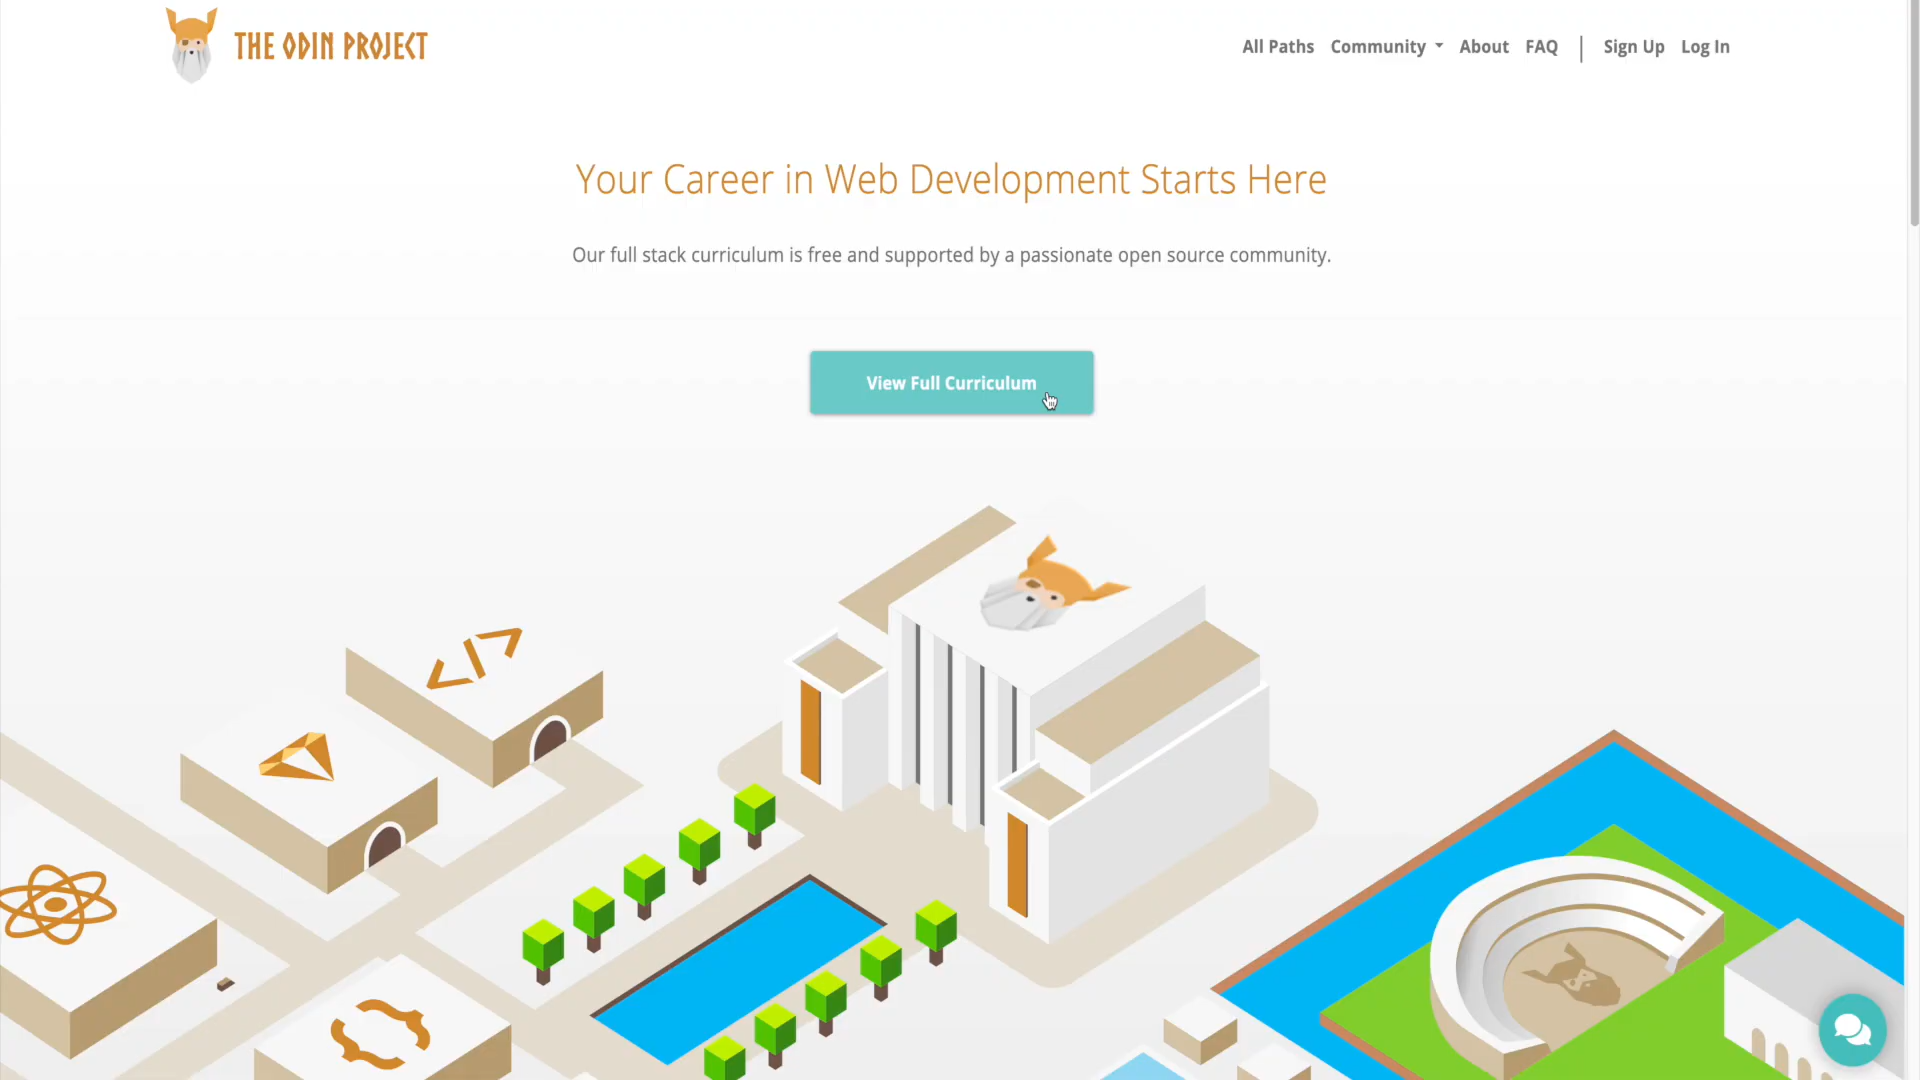 THE ODIN PROJECT
All Paths Community About FAQ | Sign Up Log In
Your Career in Web Development Starts Here
Our full stack curriculum is free and supported by a passionate open source community.
View Full Curriculum